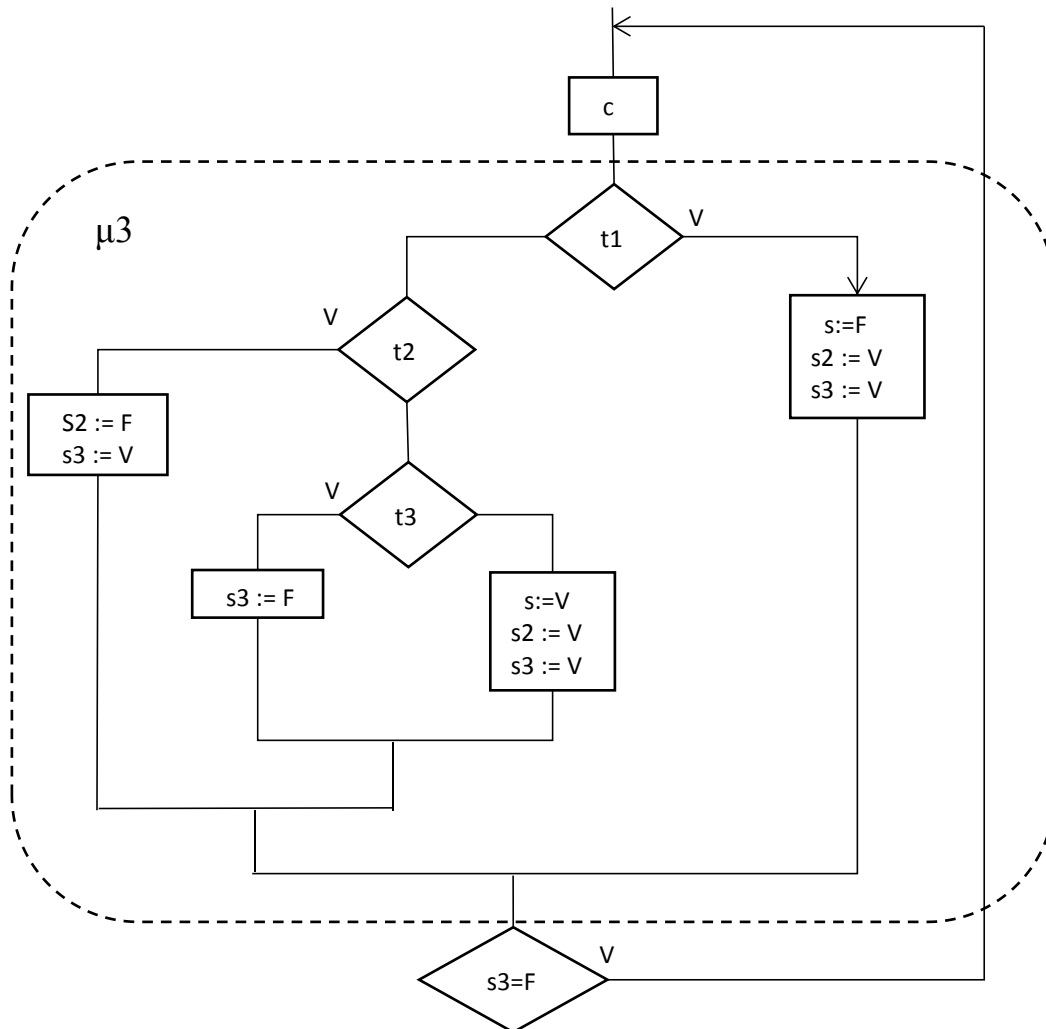 c
μ3
t1
V
s:=F
s2 := V
s3 := V
V
t2
S2 := F
s3 := V
V
t3
s3 := F
s:=V
s2 := V
s3 := V
V
s3=F